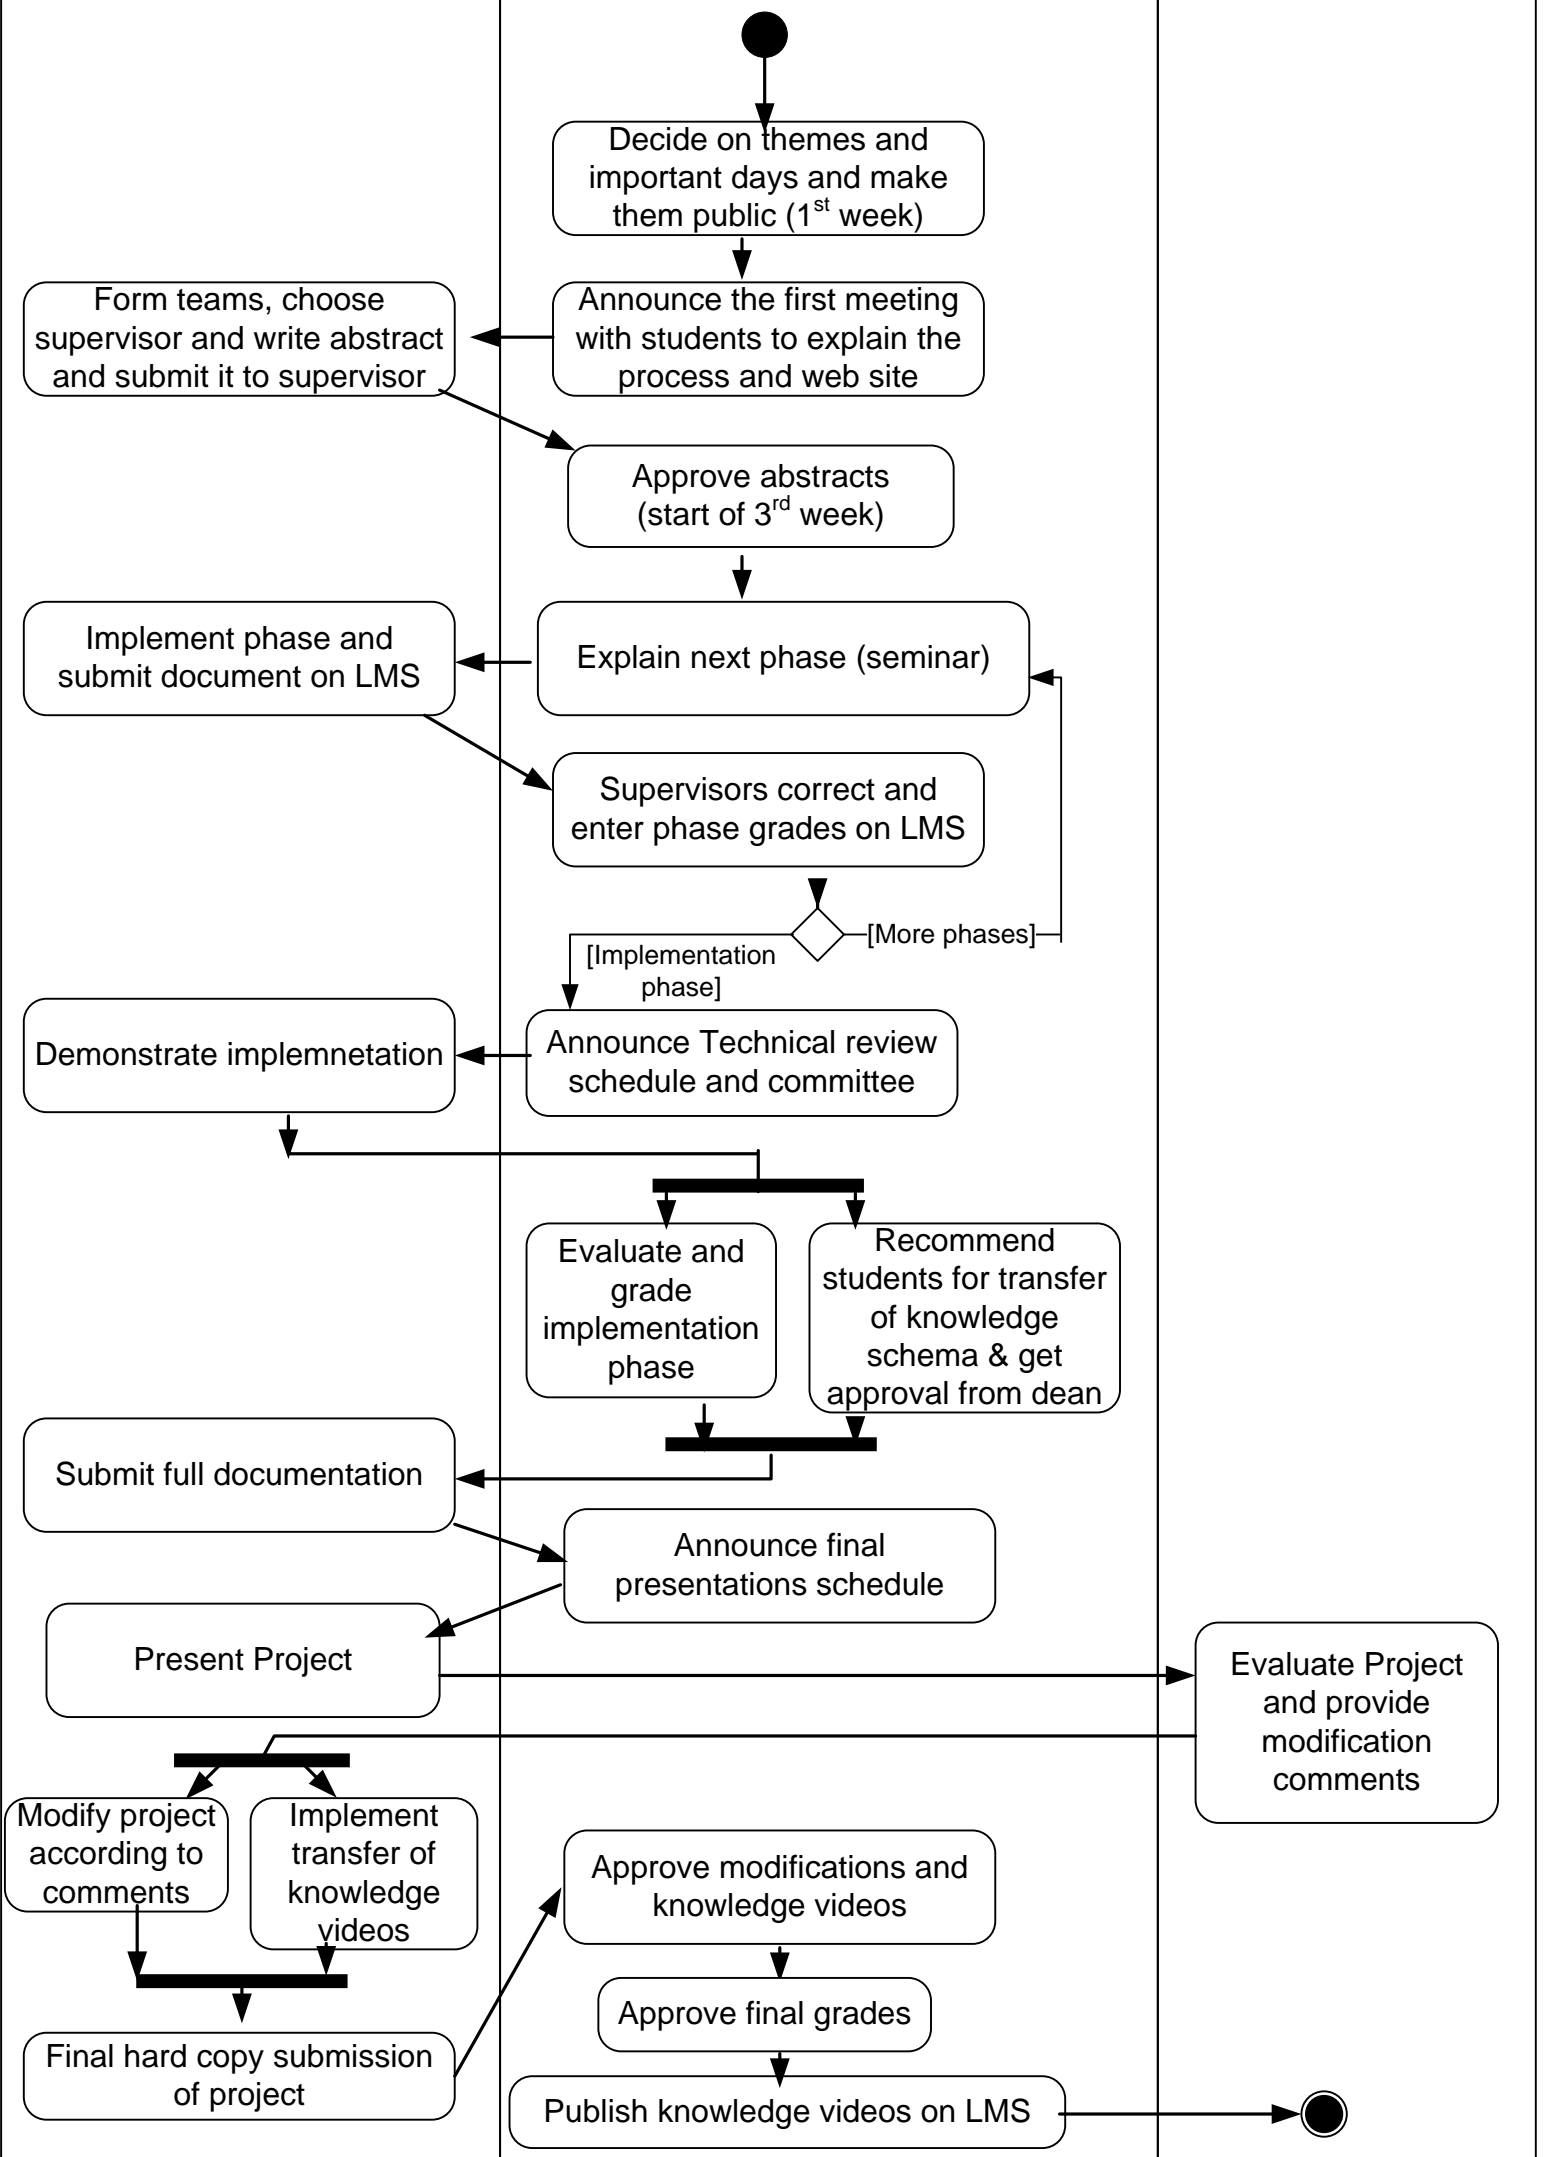 Decide on themes and
important days and make
them public (1st week)
Form teams, choose
supervisor and write abstract
and submit it to supervisor
Announce the first meeting
with students to explain the
process and web site
Approve abstracts
(start of 3rd week)
Implement phase and
submit document on LMS
Explain next phase (seminar)
Supervisors correct and
enter phase grades on LMS
[More phases]
[Implementation
phase]
Demonstrate implemnetation
Announce Technical review
schedule and committee
Evaluate and
grade
implementation
phase
Recommend
students for transfer
of knowledge
schema & get
approval from dean
Submit full documentation
Announce final
presentations schedule
Present Project
Evaluate Project
and provide
modification
comments
Modify project
according to
comments
Implement
transfer of
knowledge
videos
Approve modifications and
knowledge videos
Approve final grades
Final hard copy submission
of project
Publish knowledge videos on LMS